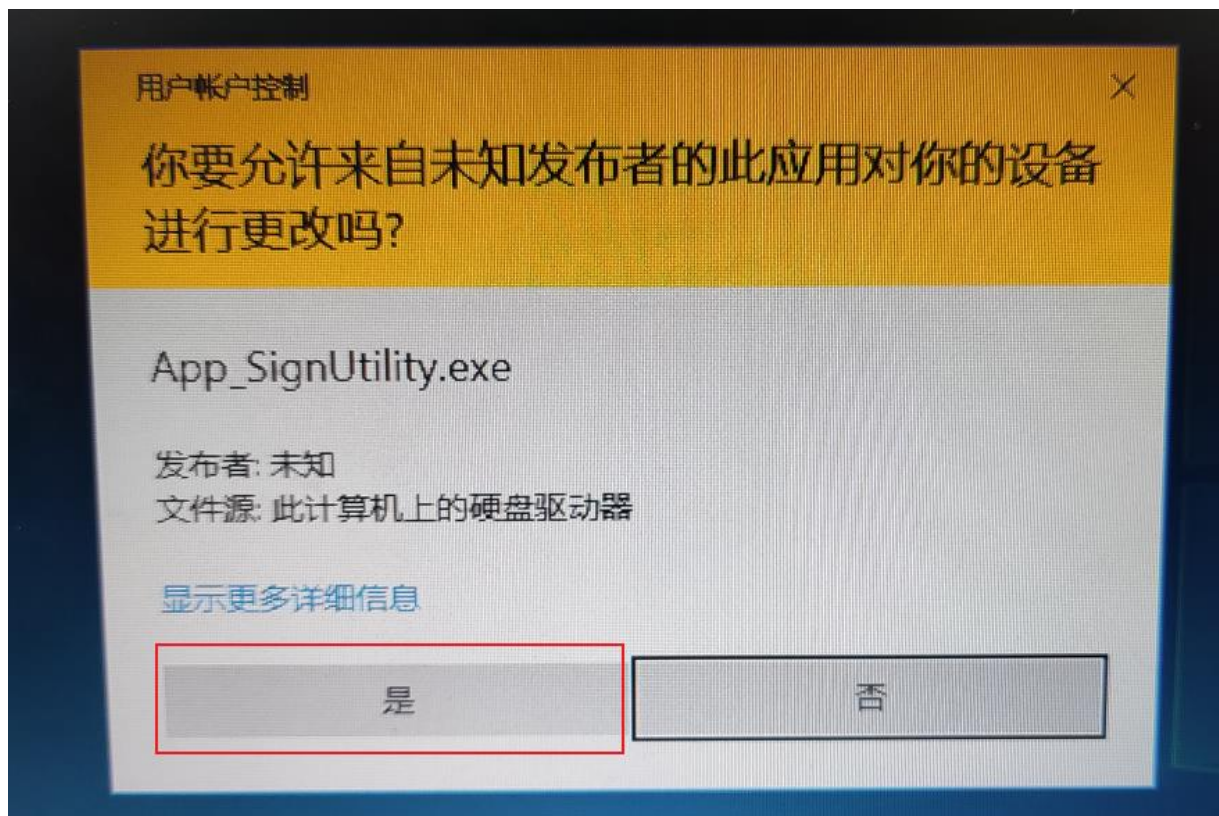 用户帐户控制
你要允许来自未知发布者的此应用对你的设备
进行更改吗?
App_SignUtility.exe
发布者: 未知
文件源: 此计算机上的硬盘驱动器
显示更多详细信息
是
否